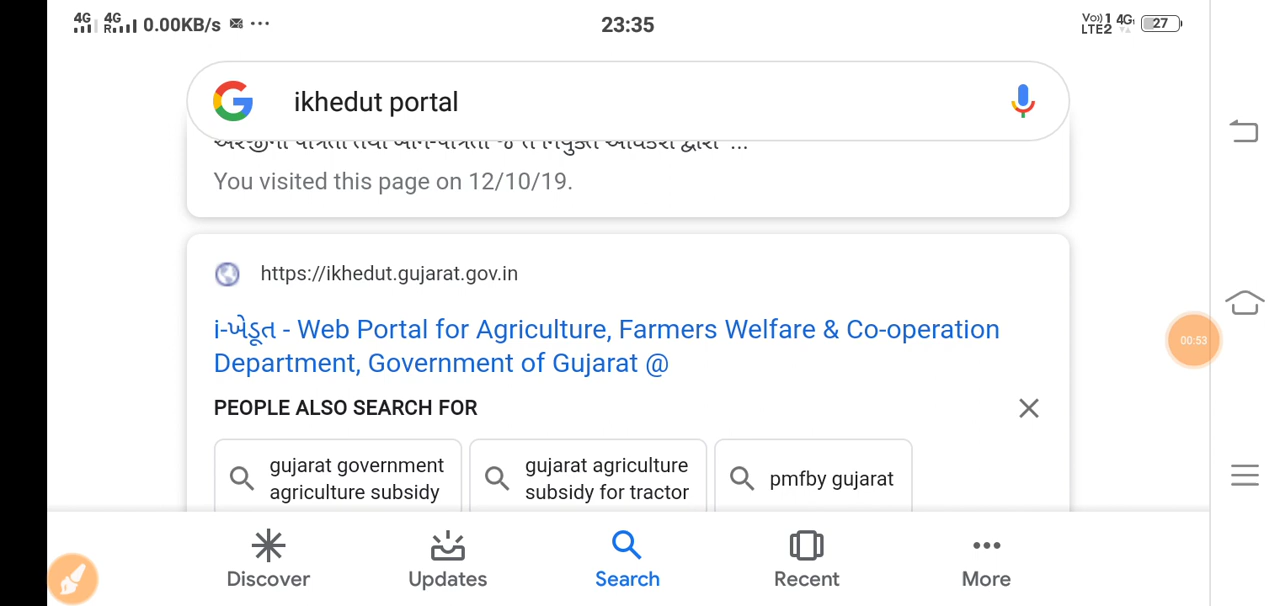 4G 4G R 0.00KB/s ...
23:35
Vo) 1 4G
LTE2
27
ikhedut portal
You visited this page on 12/10/19.
https://ikhedut.gujarat.gov.in
i-ખેડૂત - Web Portal for Agriculture, Farmers Welfare & Co-operation
Department, Government of Gujarat @
PEOPLE ALSO SEARCH FOR
gujarat government
agriculture subsidy
gujarat agriculture
subsidy for tractor
pmfby gujarat
00:53
Discover
Updates
Search
Recent
More